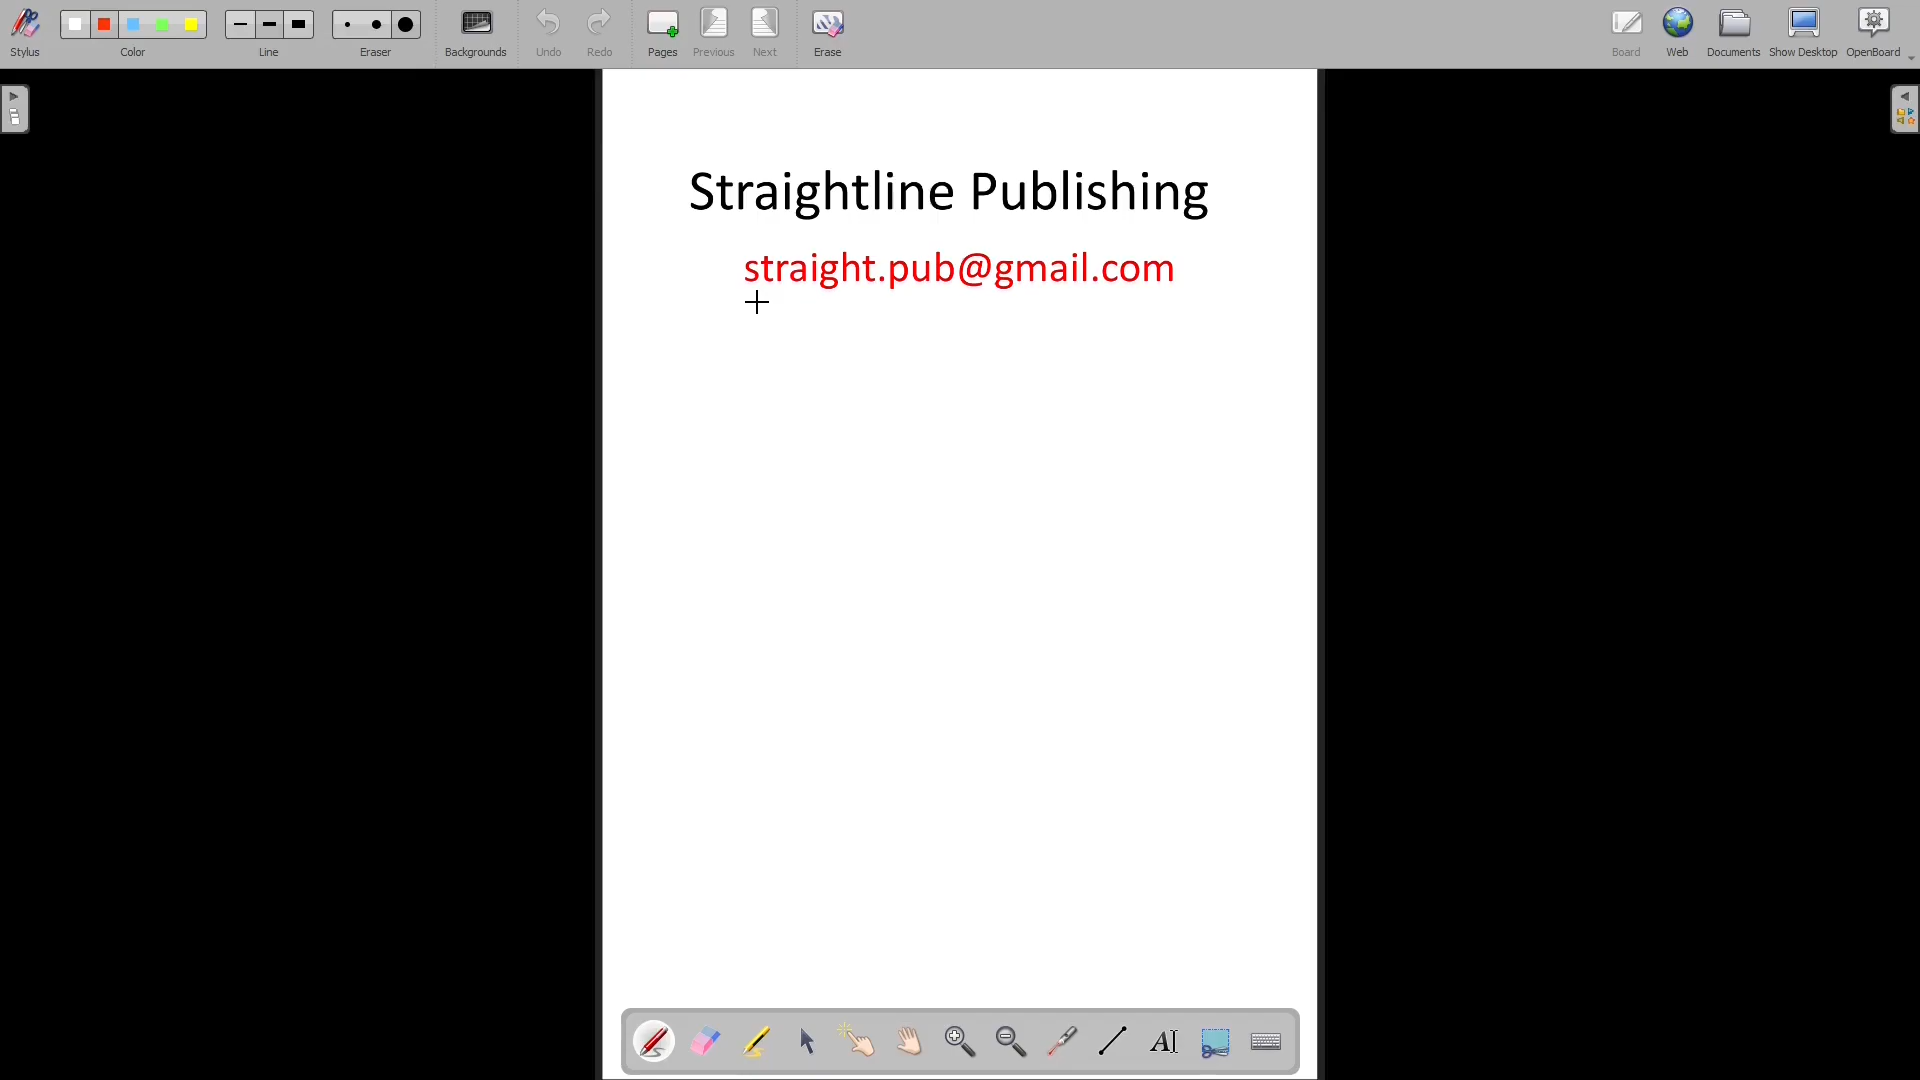 Stylus Color Line Eraser Backgrounds Undo Redo Pages Previous Next Erase Board Web Documents Show Desktop OpenBoard
Straightline Publishing
straight.pub@gmail.com